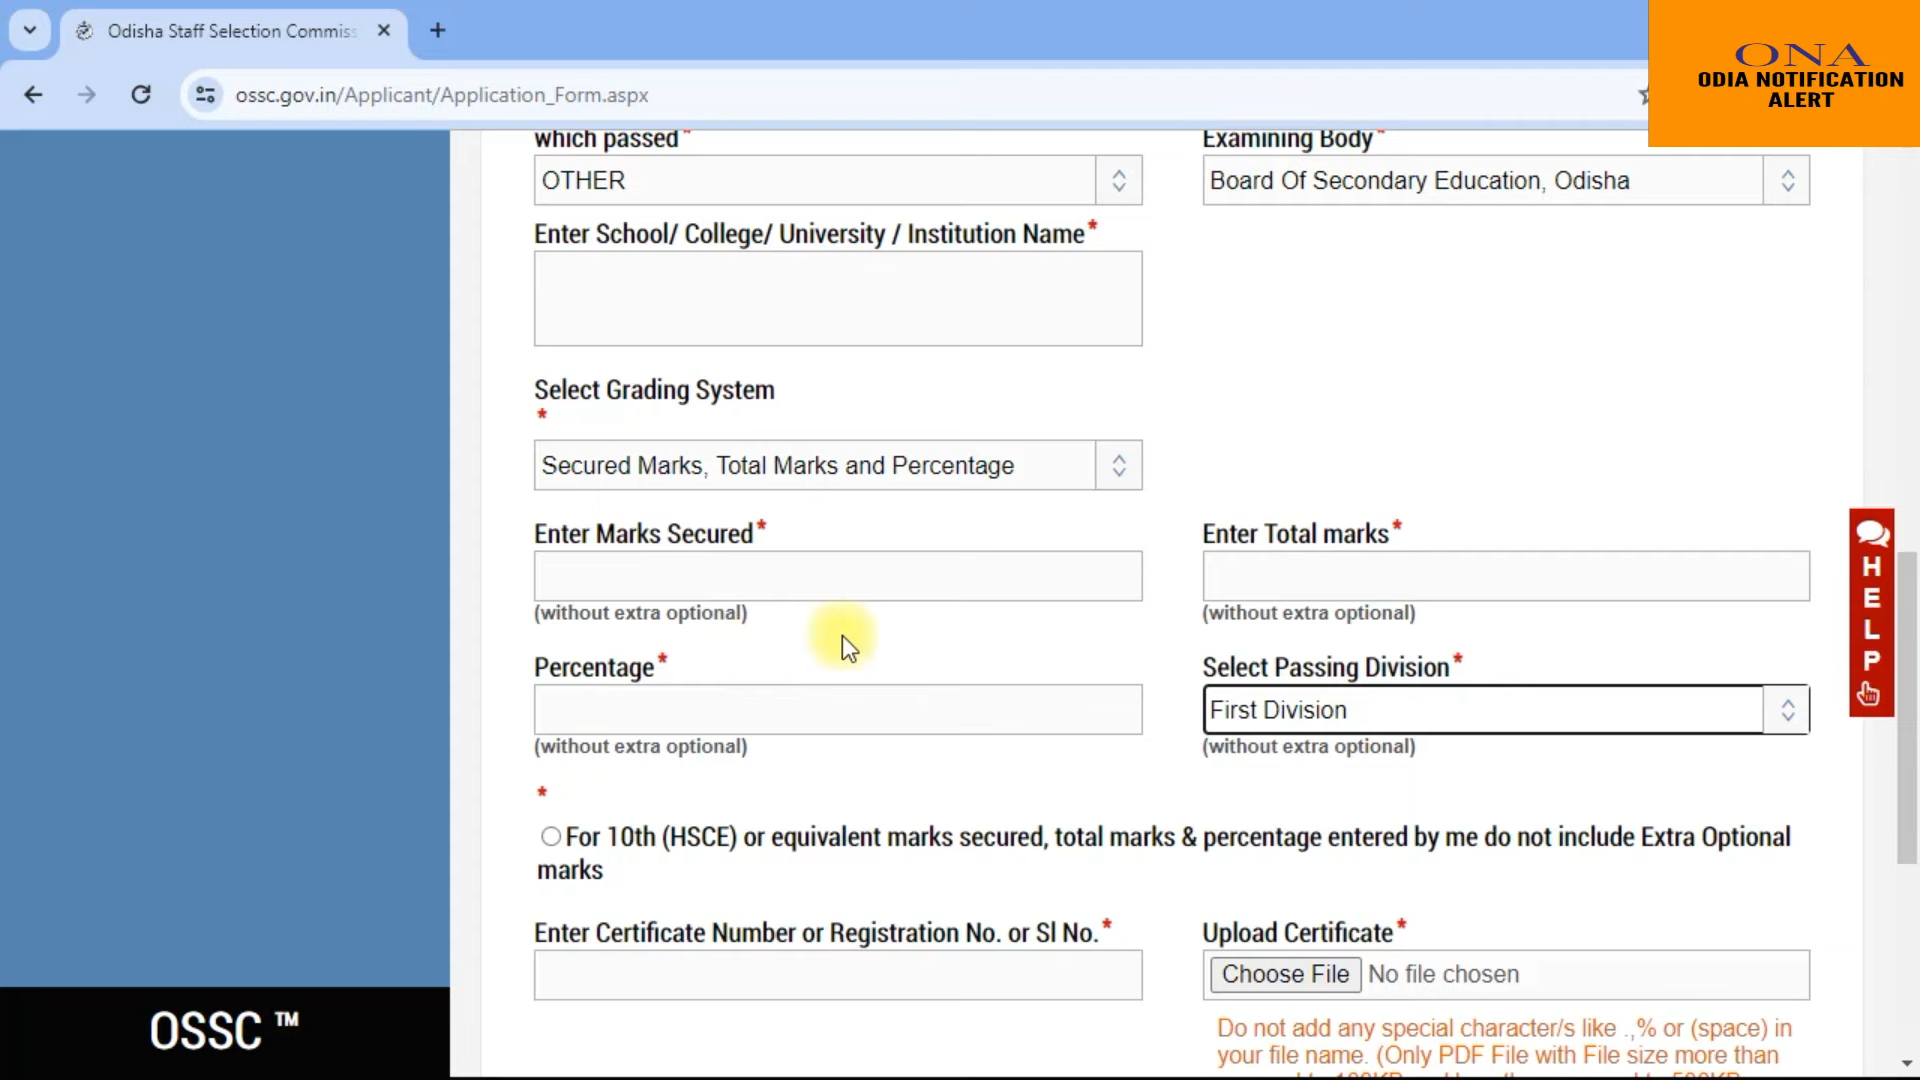 Odisha Staff Selection Commiss
ossc.gov.in/Applicant/Application_Form.aspx
ONA
ODIA NOTIFICATION
ALERT
which passed*
Examining Body*
OTHER
Board Of Secondary Education, Odisha
Enter School/ College/ University / Institution Name*
Select Grading System
*
Secured Marks, Total Marks and Percentage
Enter Marks Secured*
Enter Total marks*
(without extra optional)
(without extra optional)
Percentage*
Select Passing Division*
First Division
(without extra optional)
(without extra optional)
*
For 10th (HSCE) or equivalent marks secured, total marks & percentage entered by me do not include Extra Optional
marks
Enter Certificate Number or Registration No. or Sl No.*
Upload Certificate*
Choose File No file chosen
Do not add any special character/s like .,% or (space) in
your file name. (Only PDF File with File size more than
HELP
OSSC ™